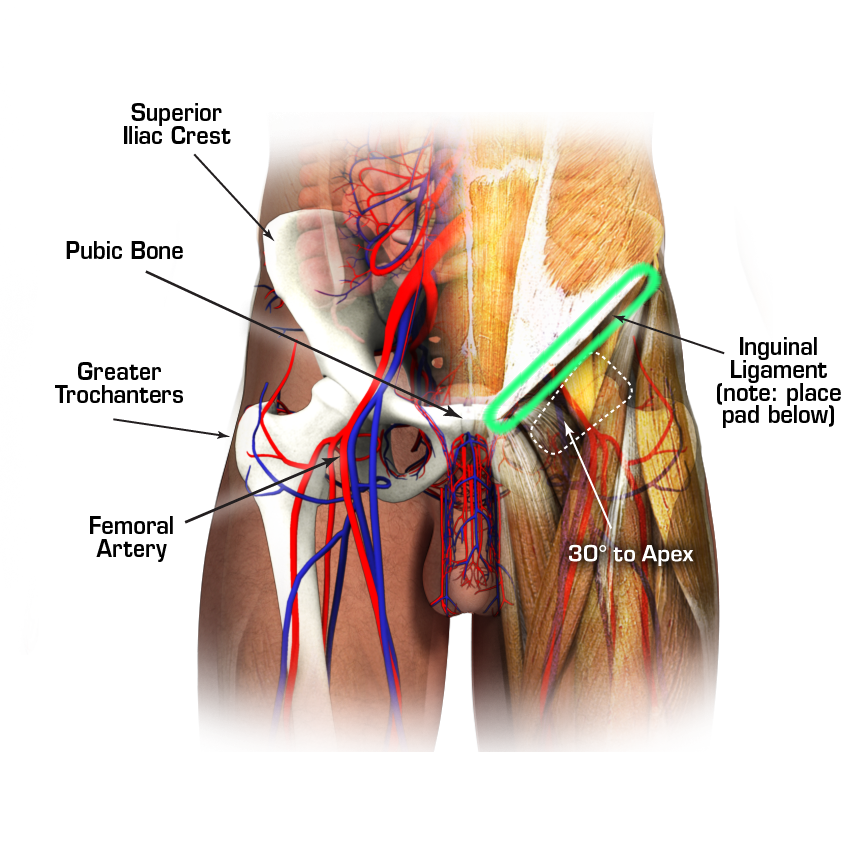 Superior
Iliac Crest
Pubic Bone
Greater
Trochanters
Femoral
Artery
Inguinal
Ligament
(note: place
pad below)
30° to Apex